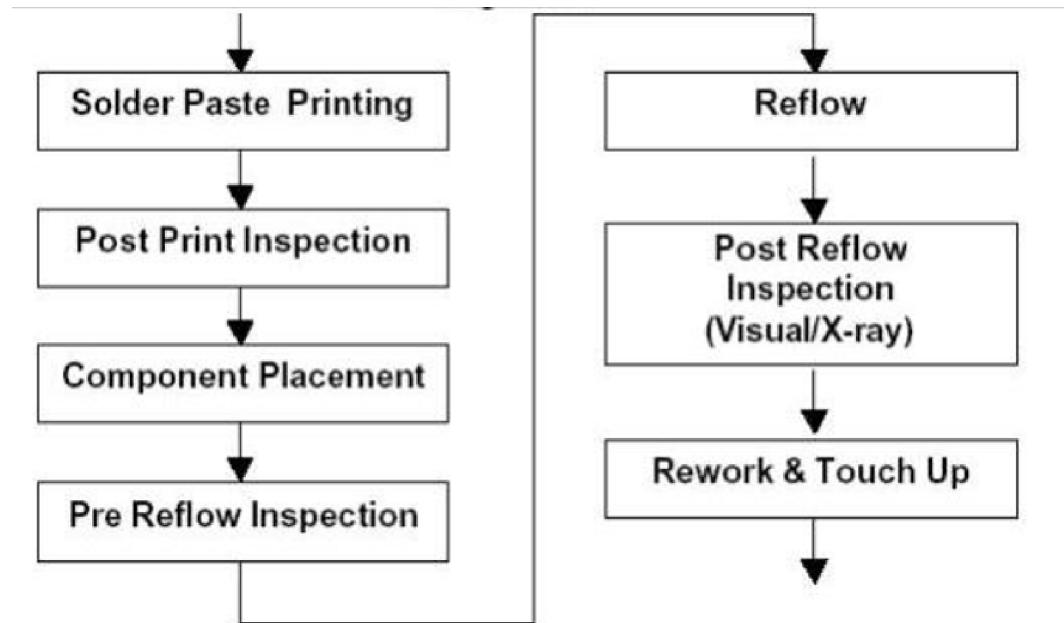 Solder Paste Printing
Post Print Inspection
Component Placement
Pre Reflow Inspection
Reflow
Post Reflow
Inspection
(Visual/X-ray)
Rework & Touch Up